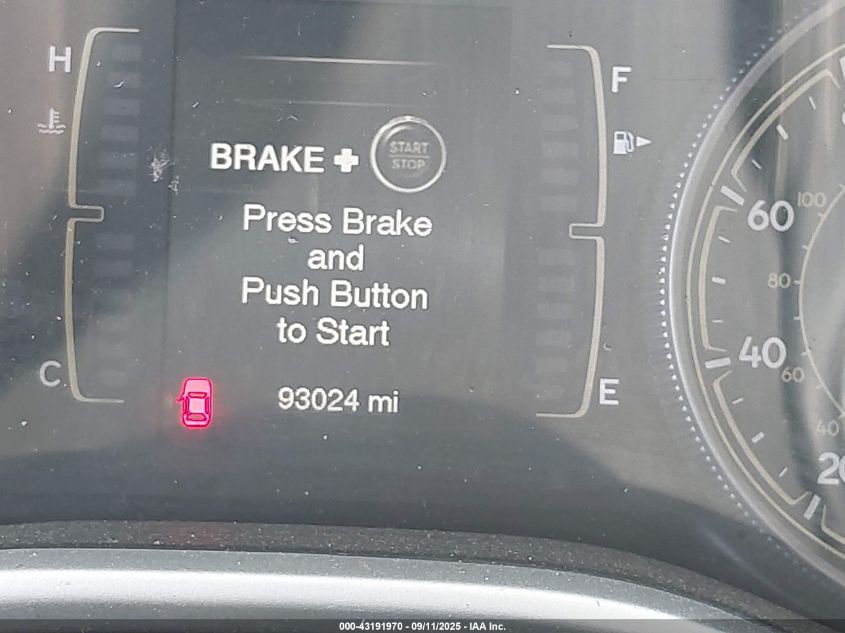 H
F
BRAKE + START STOP
Press Brake
and
Push Button
to Start
C
E
93024 mi
100
60
80
40
60
40
20
000-43191970 - 09/11/2025 - IAA Inc.